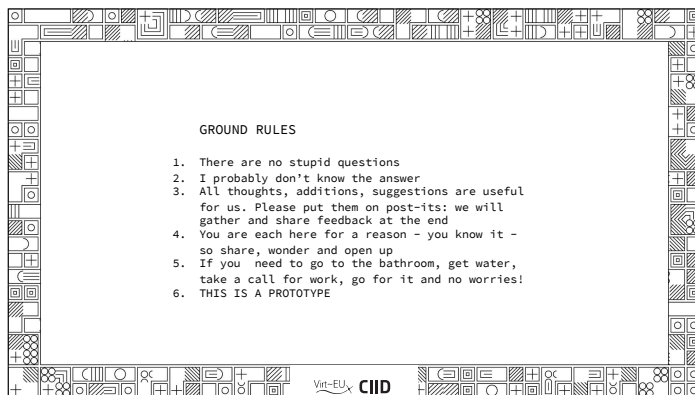 GROUND RULES
1. There are no stupid questions
2. I probably don’t know the answer
3. All thoughts, additions, suggestions are useful
for us. Please put them on post-its: we will
gather and share feedback at the end
4. You are each here for a reason - you know it -
so share, wonder and open up
5. If you need to go to the bathroom, get water,
take a call for work, go for it and no worries!
6. THIS IS A PROTOTYPE
Virt-EU x CIID